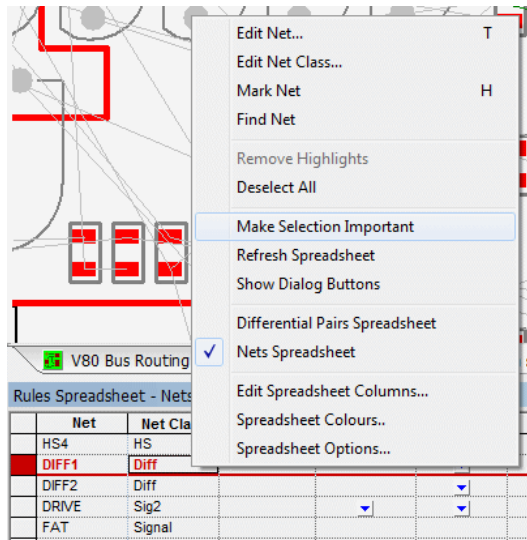 Edit Net... T
Edit Net Class...
Mark Net H
Find Net
Remove Highlights
Deselect All
Make Selection Important
Refresh Spreadsheet
Show Dialog Buttons
Differential Pairs Spreadsheet
Nets Spreadsheet
Edit Spreadsheet Columns...
Spreadsheet Colours..
Spreadsheet Options...
V80 Bus Routing
Rules Spreadsheet - Nets
Net Net Cla
HS4 HS
DIFF1 Diff
DIFF2 Diff
DRIVE Sig2
FAT Signal